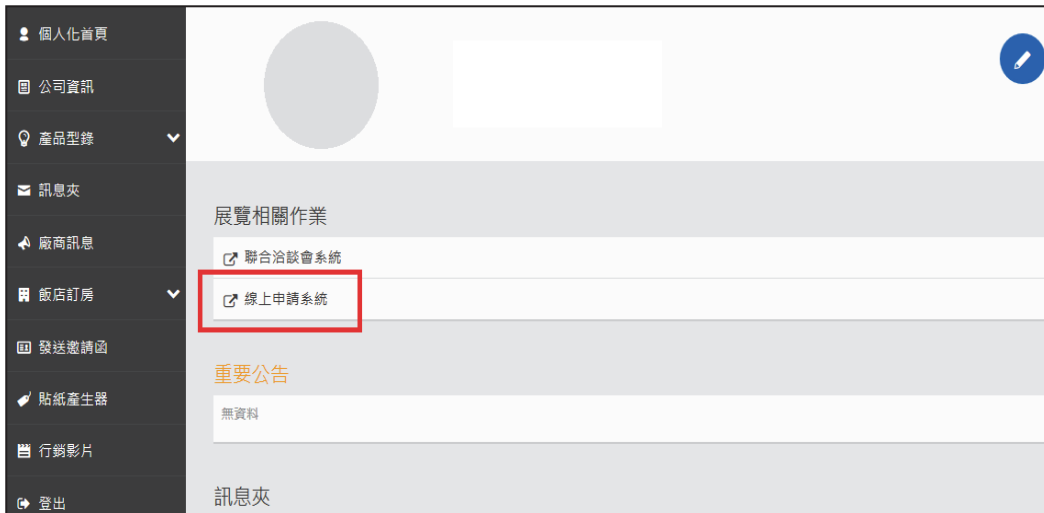 個人化首頁
公司資訊
產品型錄
訊息夾
廠商訊息
飯店訂房
發送邀請函
貼紙產生器
行銷影片
登出
展覽相關作業
聯合洽談會系統
線上申請系統
重要公告
無資料
訊息夾